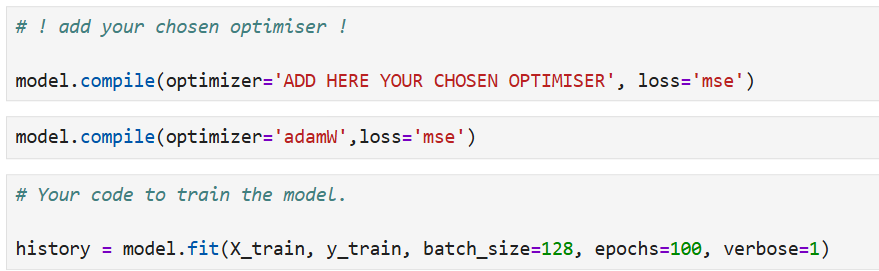 # ! add your chosen optimiser !
model.compile(optimizer='ADD HERE YOUR CHOSEN OPTIMISER', loss='mse')
model.compile(optimizer='adamW',loss='mse')
# Your code to train the model.
history = model.fit(X_train, y_train, batch_size=128, epochs=100, verbose=1)